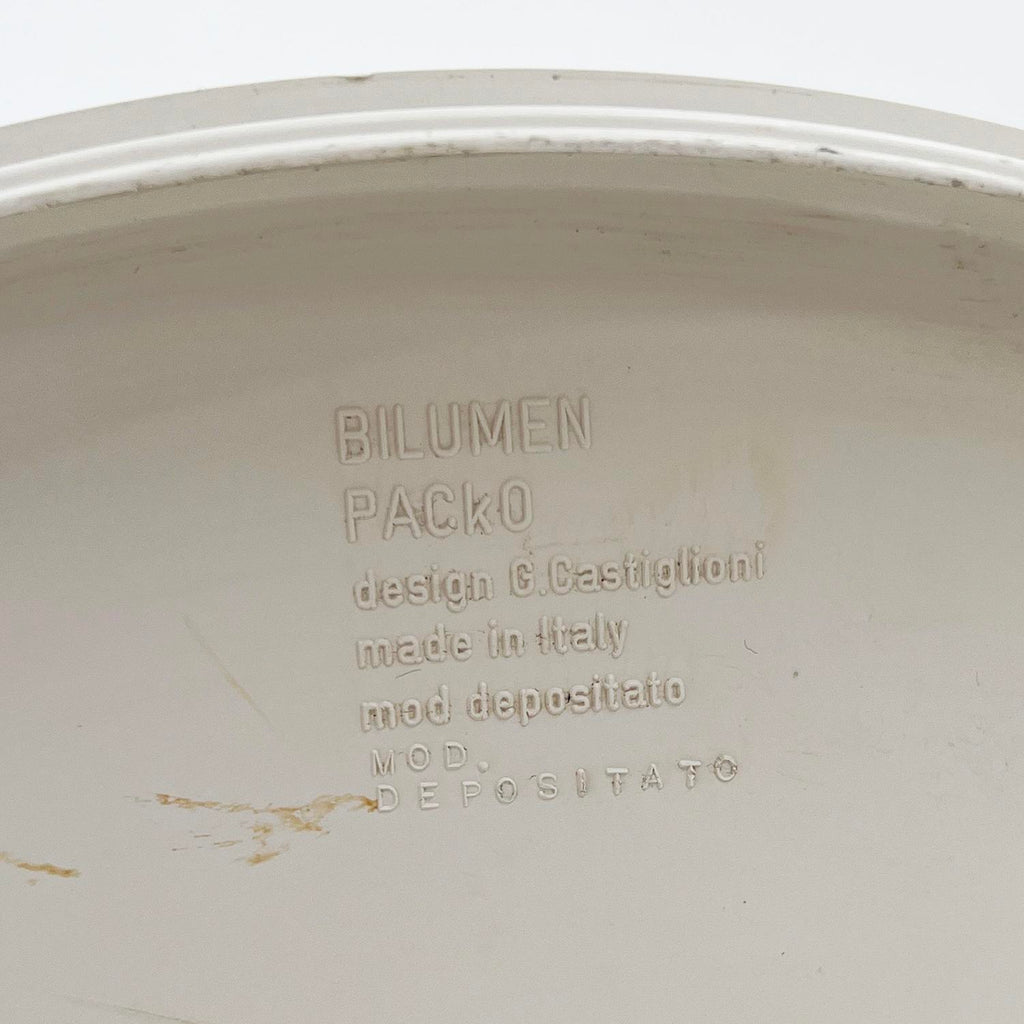 BILUMEN
PACkO
design G.Castiglioni
made in Italy
mod depositato
MOD.
DEPOSITATO